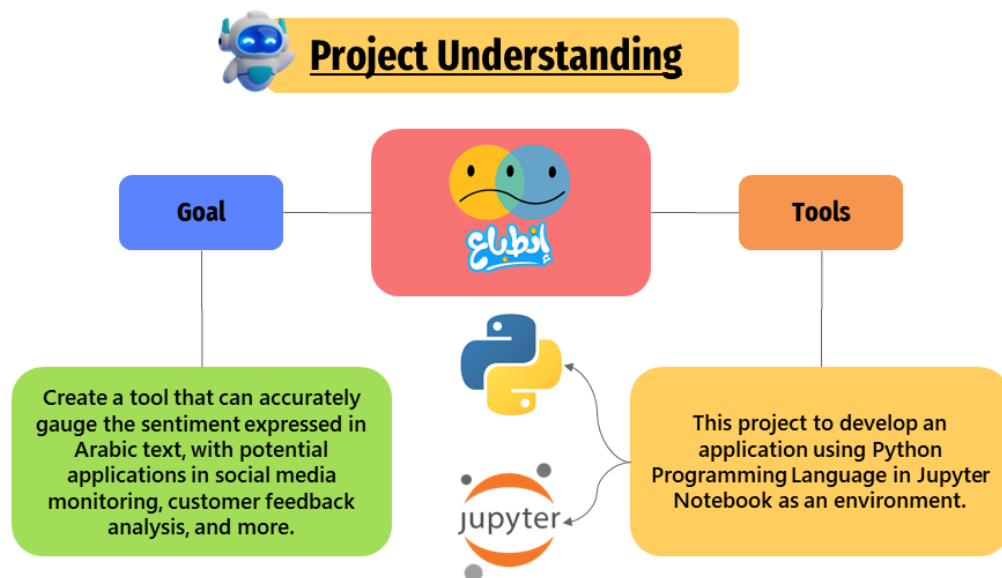 Project Understanding
Goal
إنطباع
Tools
Create a tool that can accurately
gauge the sentiment expressed in
Arabic text, with potential
applications in social media
monitoring, customer feedback
analysis, and more.
jupyter
This project to develop an
application using Python
Programming Language in Jupyter
Notebook as an environment.